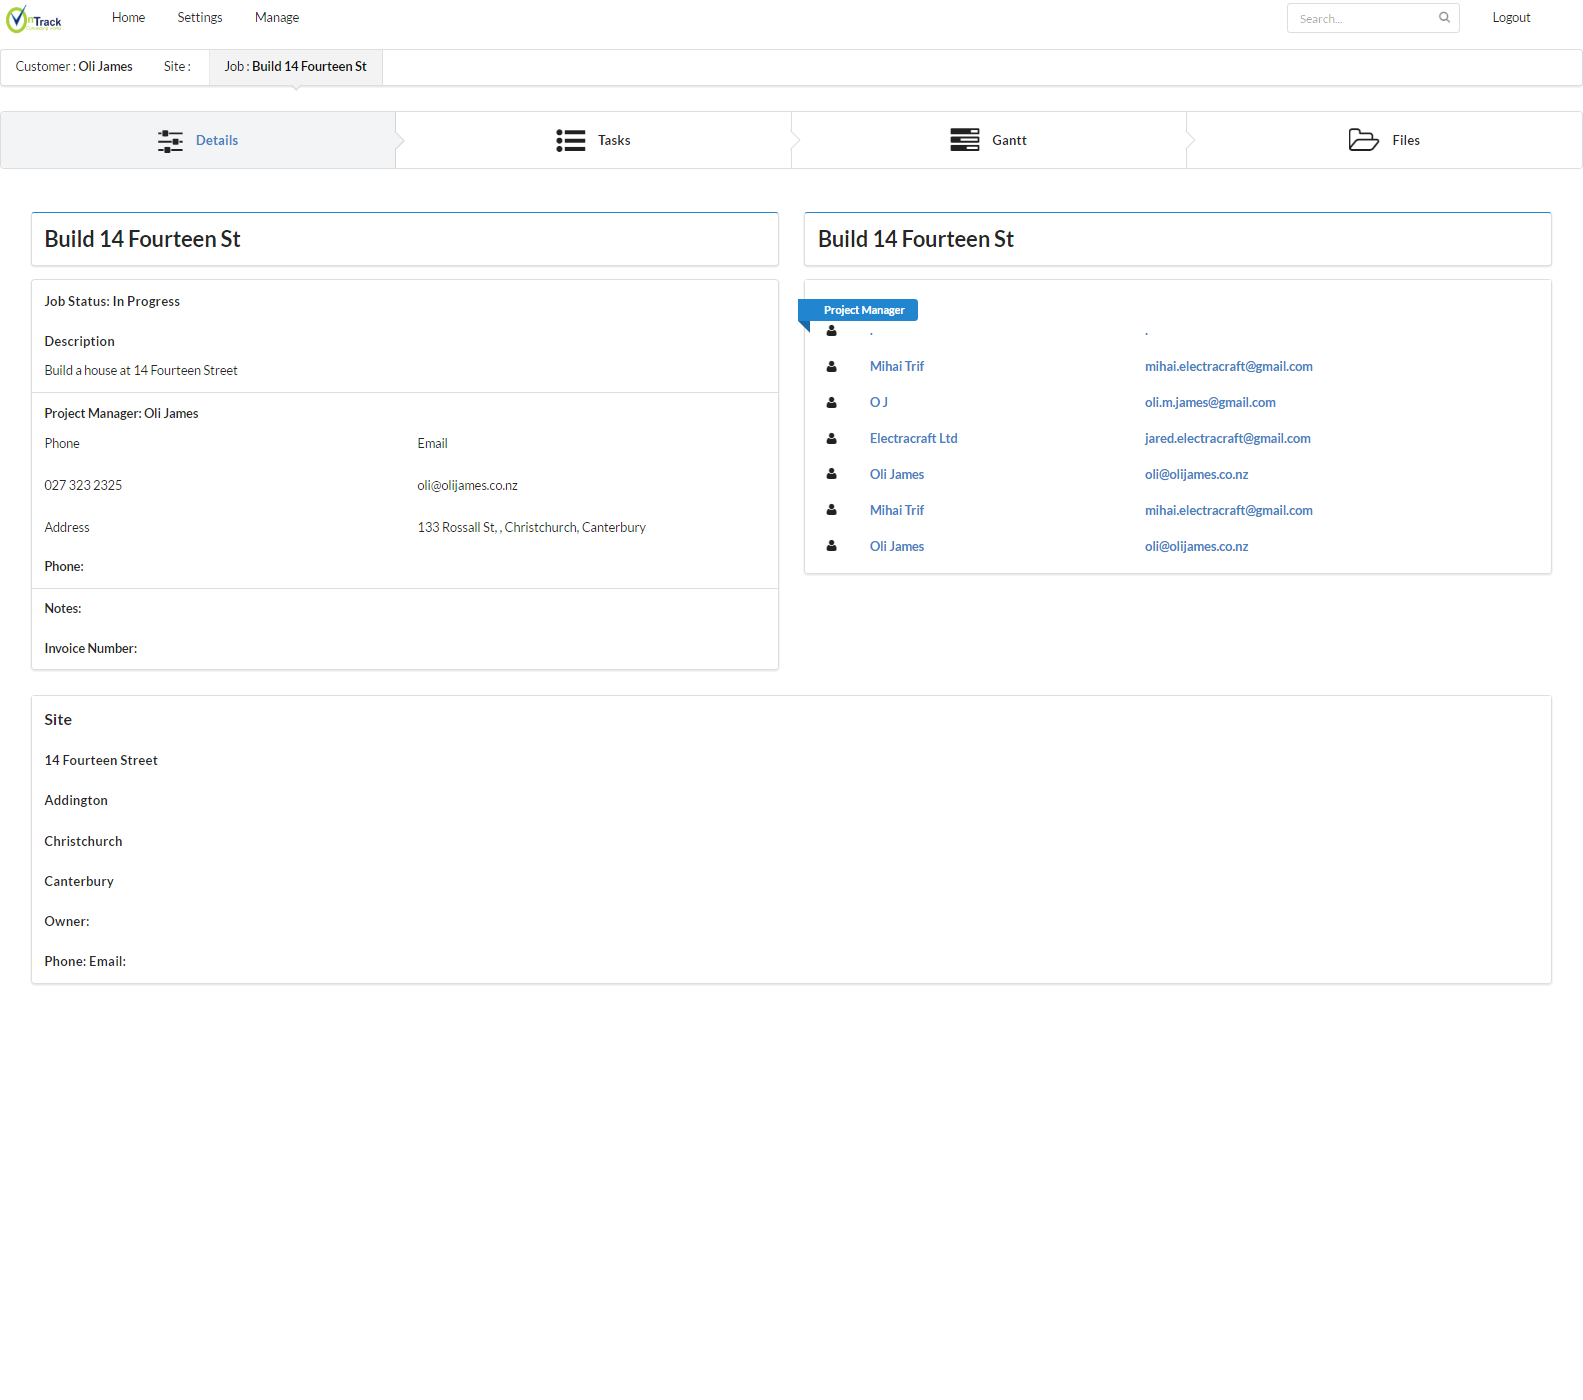 nTrack
Home Settings Manage Search... Logout
Customer : Oli James Site : Job : Build 14 Fourteen St
Details Tasks Gantt Files
Build 14 Fourteen St
Job Status: In Progress
Description
Build a house at 14 Fourteen Street
Project Manager: Oli James
Phone Email
027 323 2325 oli@olijames.co.nz
Address 133 Rossall St, , Christchurch, Canterbury
Phone:
Notes:
Invoice Number:
Build 14 Fourteen St
Project Manager
. .
Mihai Trif mihai.electracraft@gmail.com
O J oli.m.james@gmail.com
Electracraft Ltd jared.electracraft@gmail.com
Oli James oli@olijames.co.nz
Mihai Trif mihai.electracraft@gmail.com
Oli James oli@olijames.co.nz
Site
14 Fourteen Street
Addington
Christchurch
Canterbury
Owner:
Phone: Email: